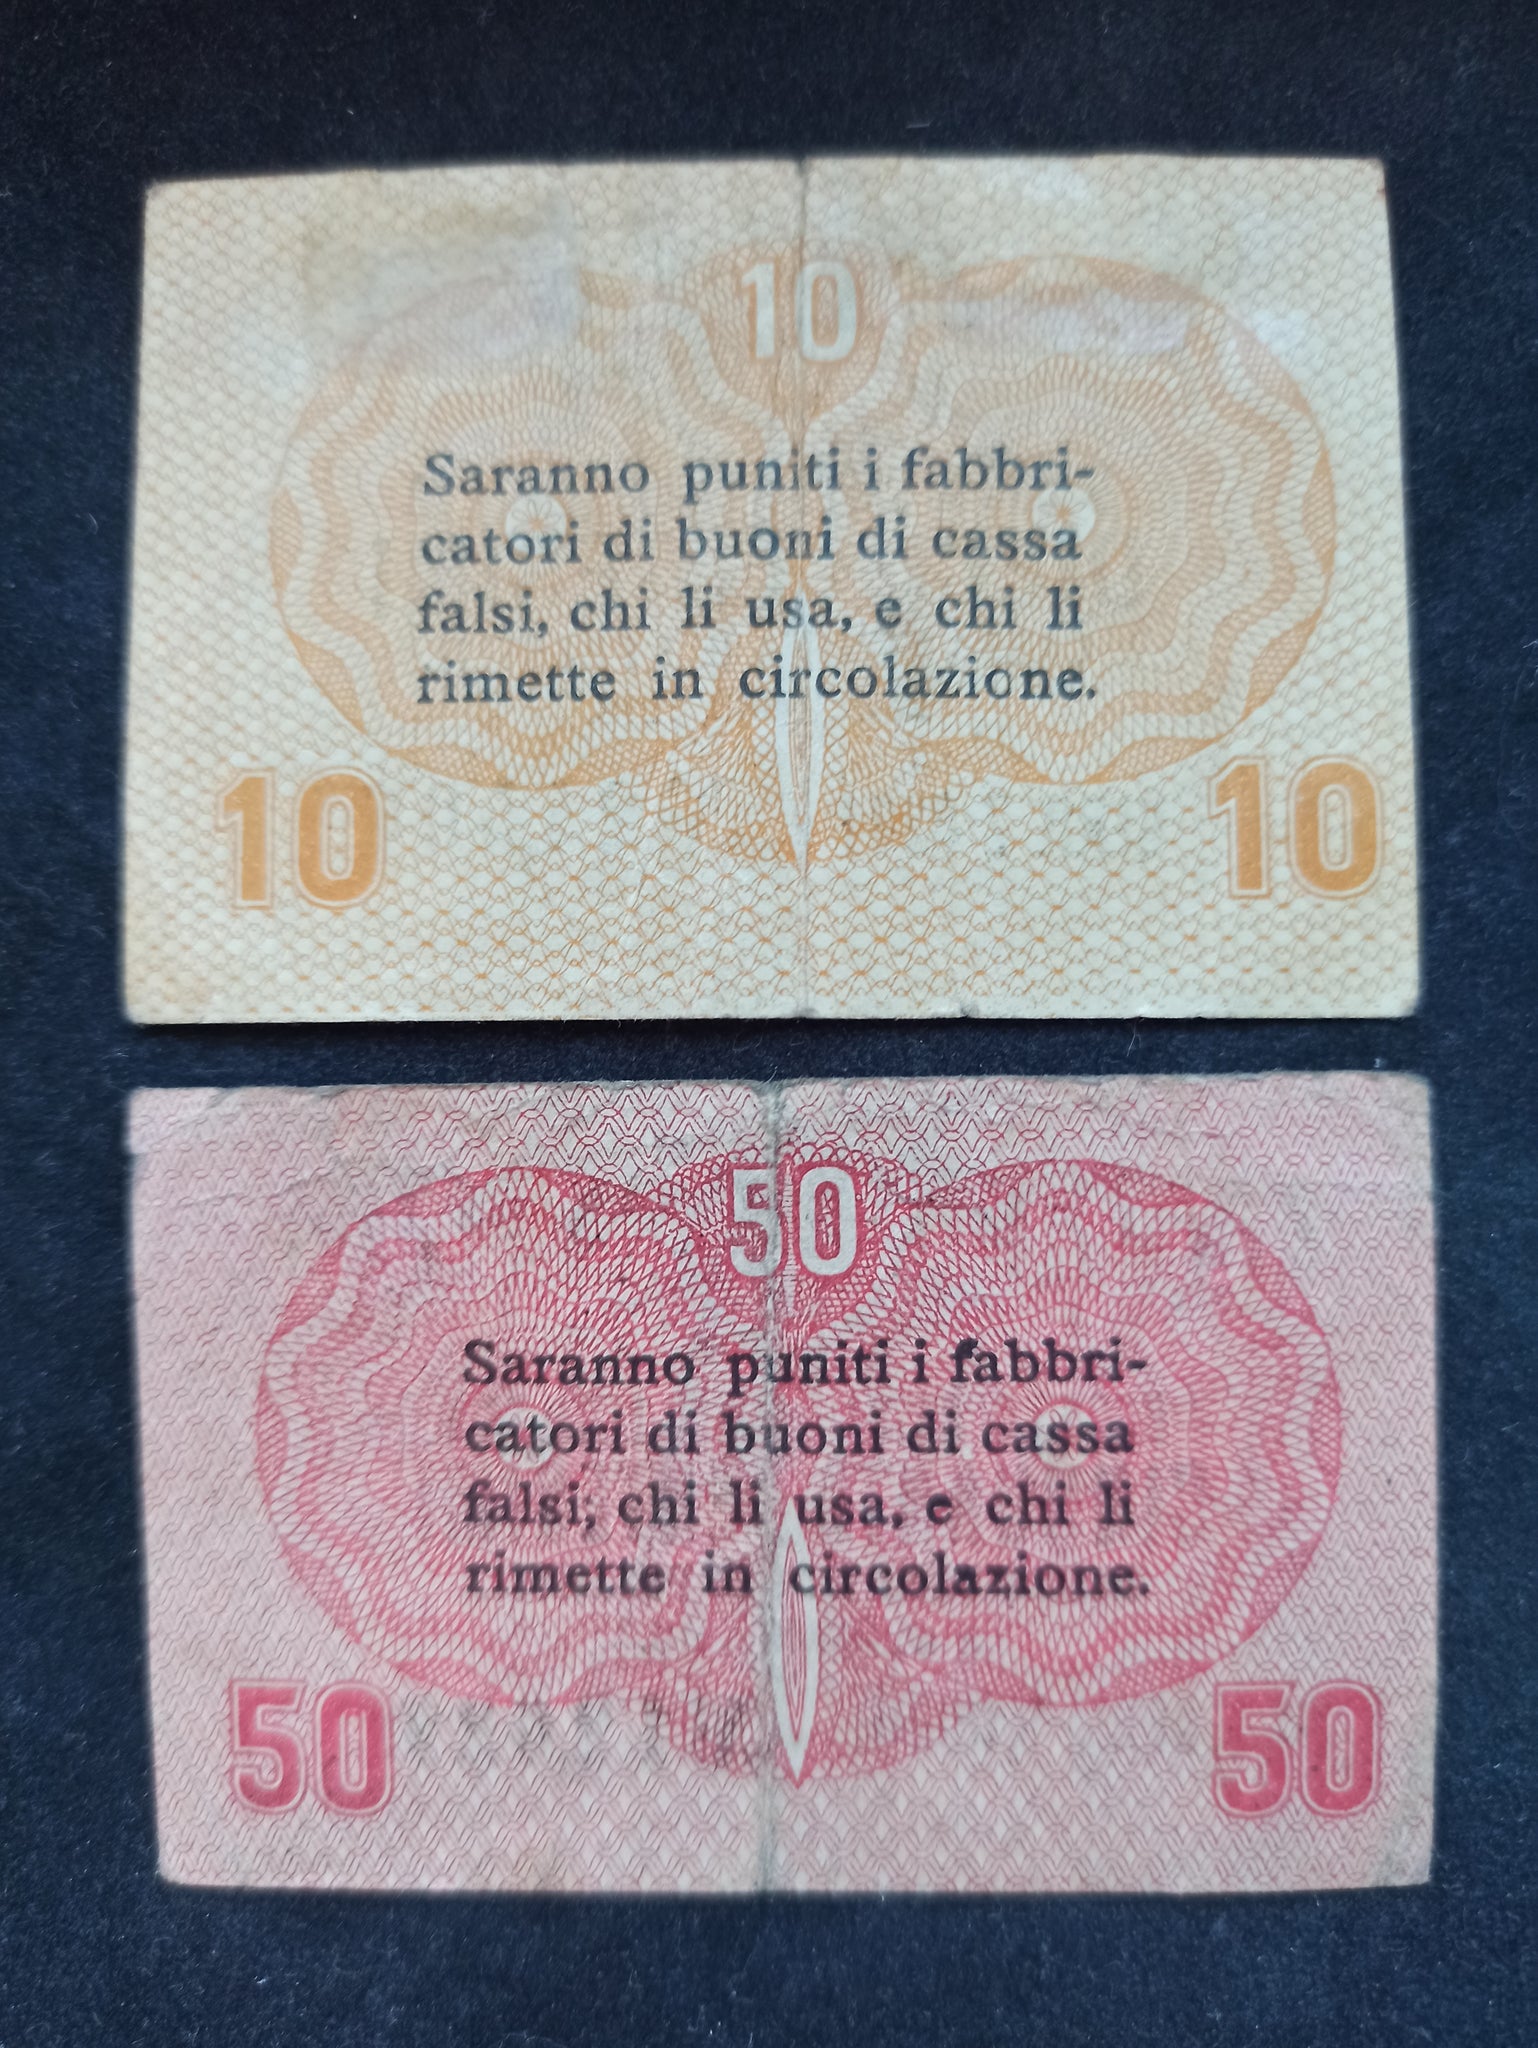 10
Saranno puniti i fabbri-
catori di buoni di cassa
falsi, chi li usa, e chi li
rimette in circolazione.
10 10
50
Saranno puniti i fabbri-
catori di buoni di cassa
falsi, chi li usa, e chi li
rimette in circolazione.
50 50